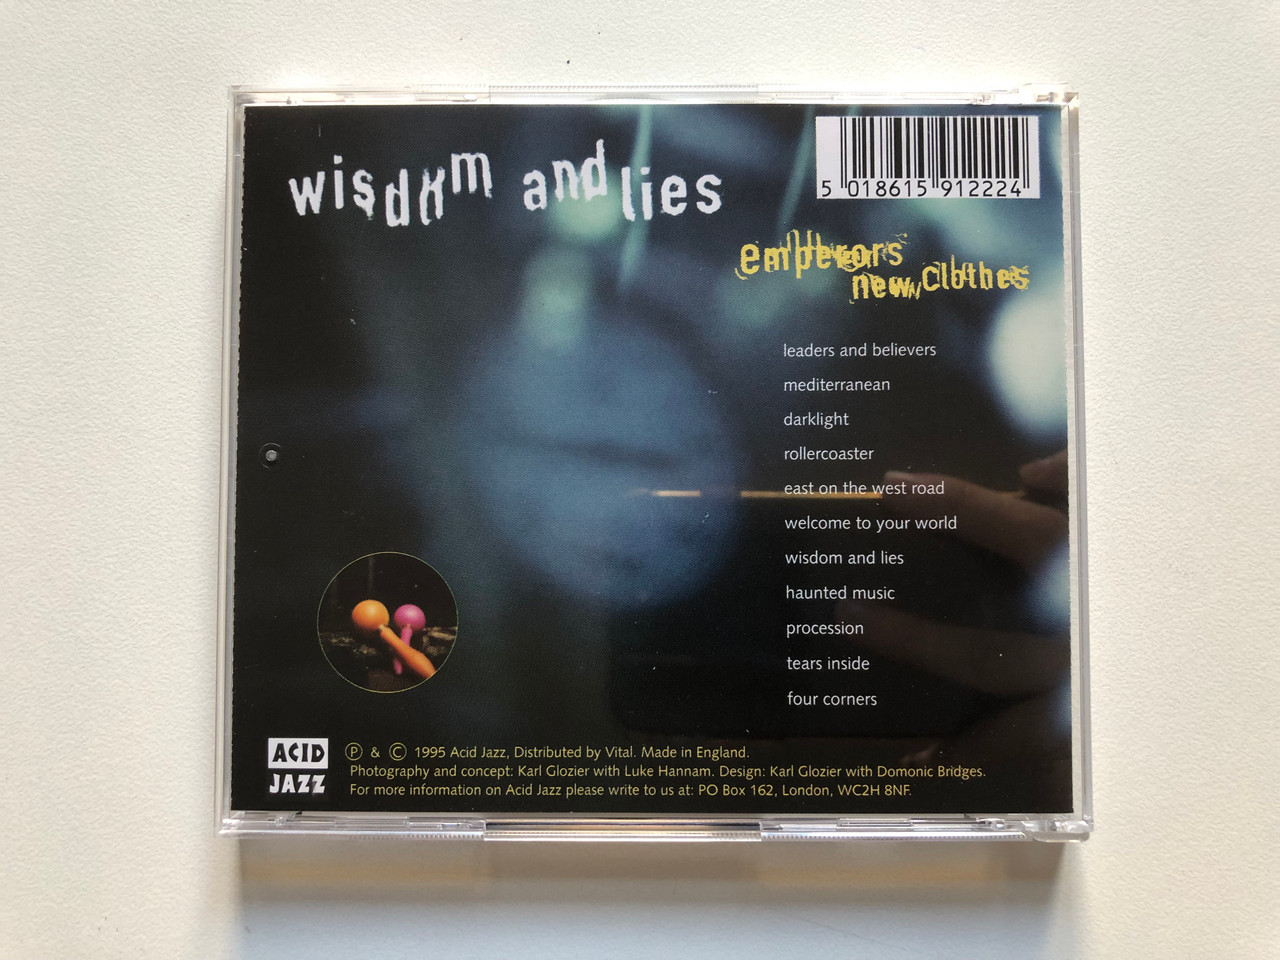 wisdom and lies
5 018615 912224
emperors
new clothes
leaders and believers
mediterranean
darklight
rollercoaster
east on the west road
welcome to your world
wisdom and lies
haunted music
procession
tears inside
four corners
ACID
JAZZ
Ⓟ & Ⓒ 1995 Acid Jazz, Distributed by Vital. Made in England.
Photography and concept: Karl Glozier with Luke Hannam. Design: Karl Glozier with Domonic Bridges.
For more information on Acid Jazz please write to us at: PO Box 162, London, WC2H 8NF.